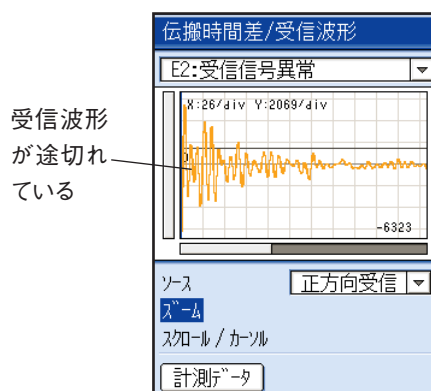 伝搬時間差/受信波形
E2:受信信号異常
X:26/div Y:2069/div
0
-6323
受信波形
が途切れ
ている
ソース
正方向受信
ズーム
スクロール / カーソル
計測データ